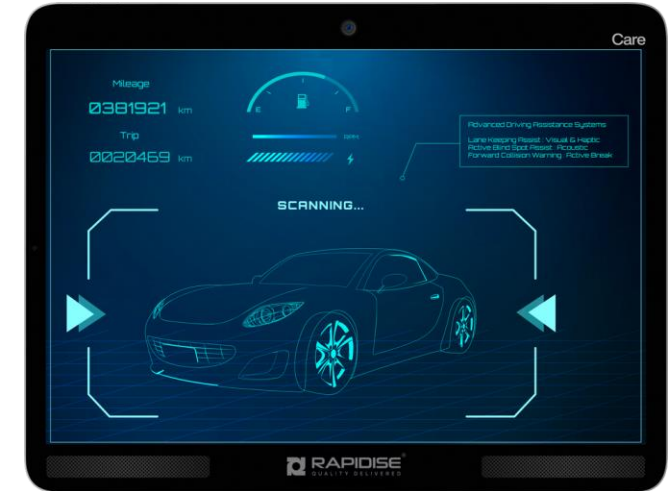 Care
Mileage
0381921 km
Trip
0020469 km
E F
SCANNING...
Advanced Driving Assistance Systems
Lane Keeping Assist : Visual & Haptic
Active Blind Spot Assist : Acoustic
Forward Collision Warning : Active Break
RAPIDISE
QUALITY DELIVERED